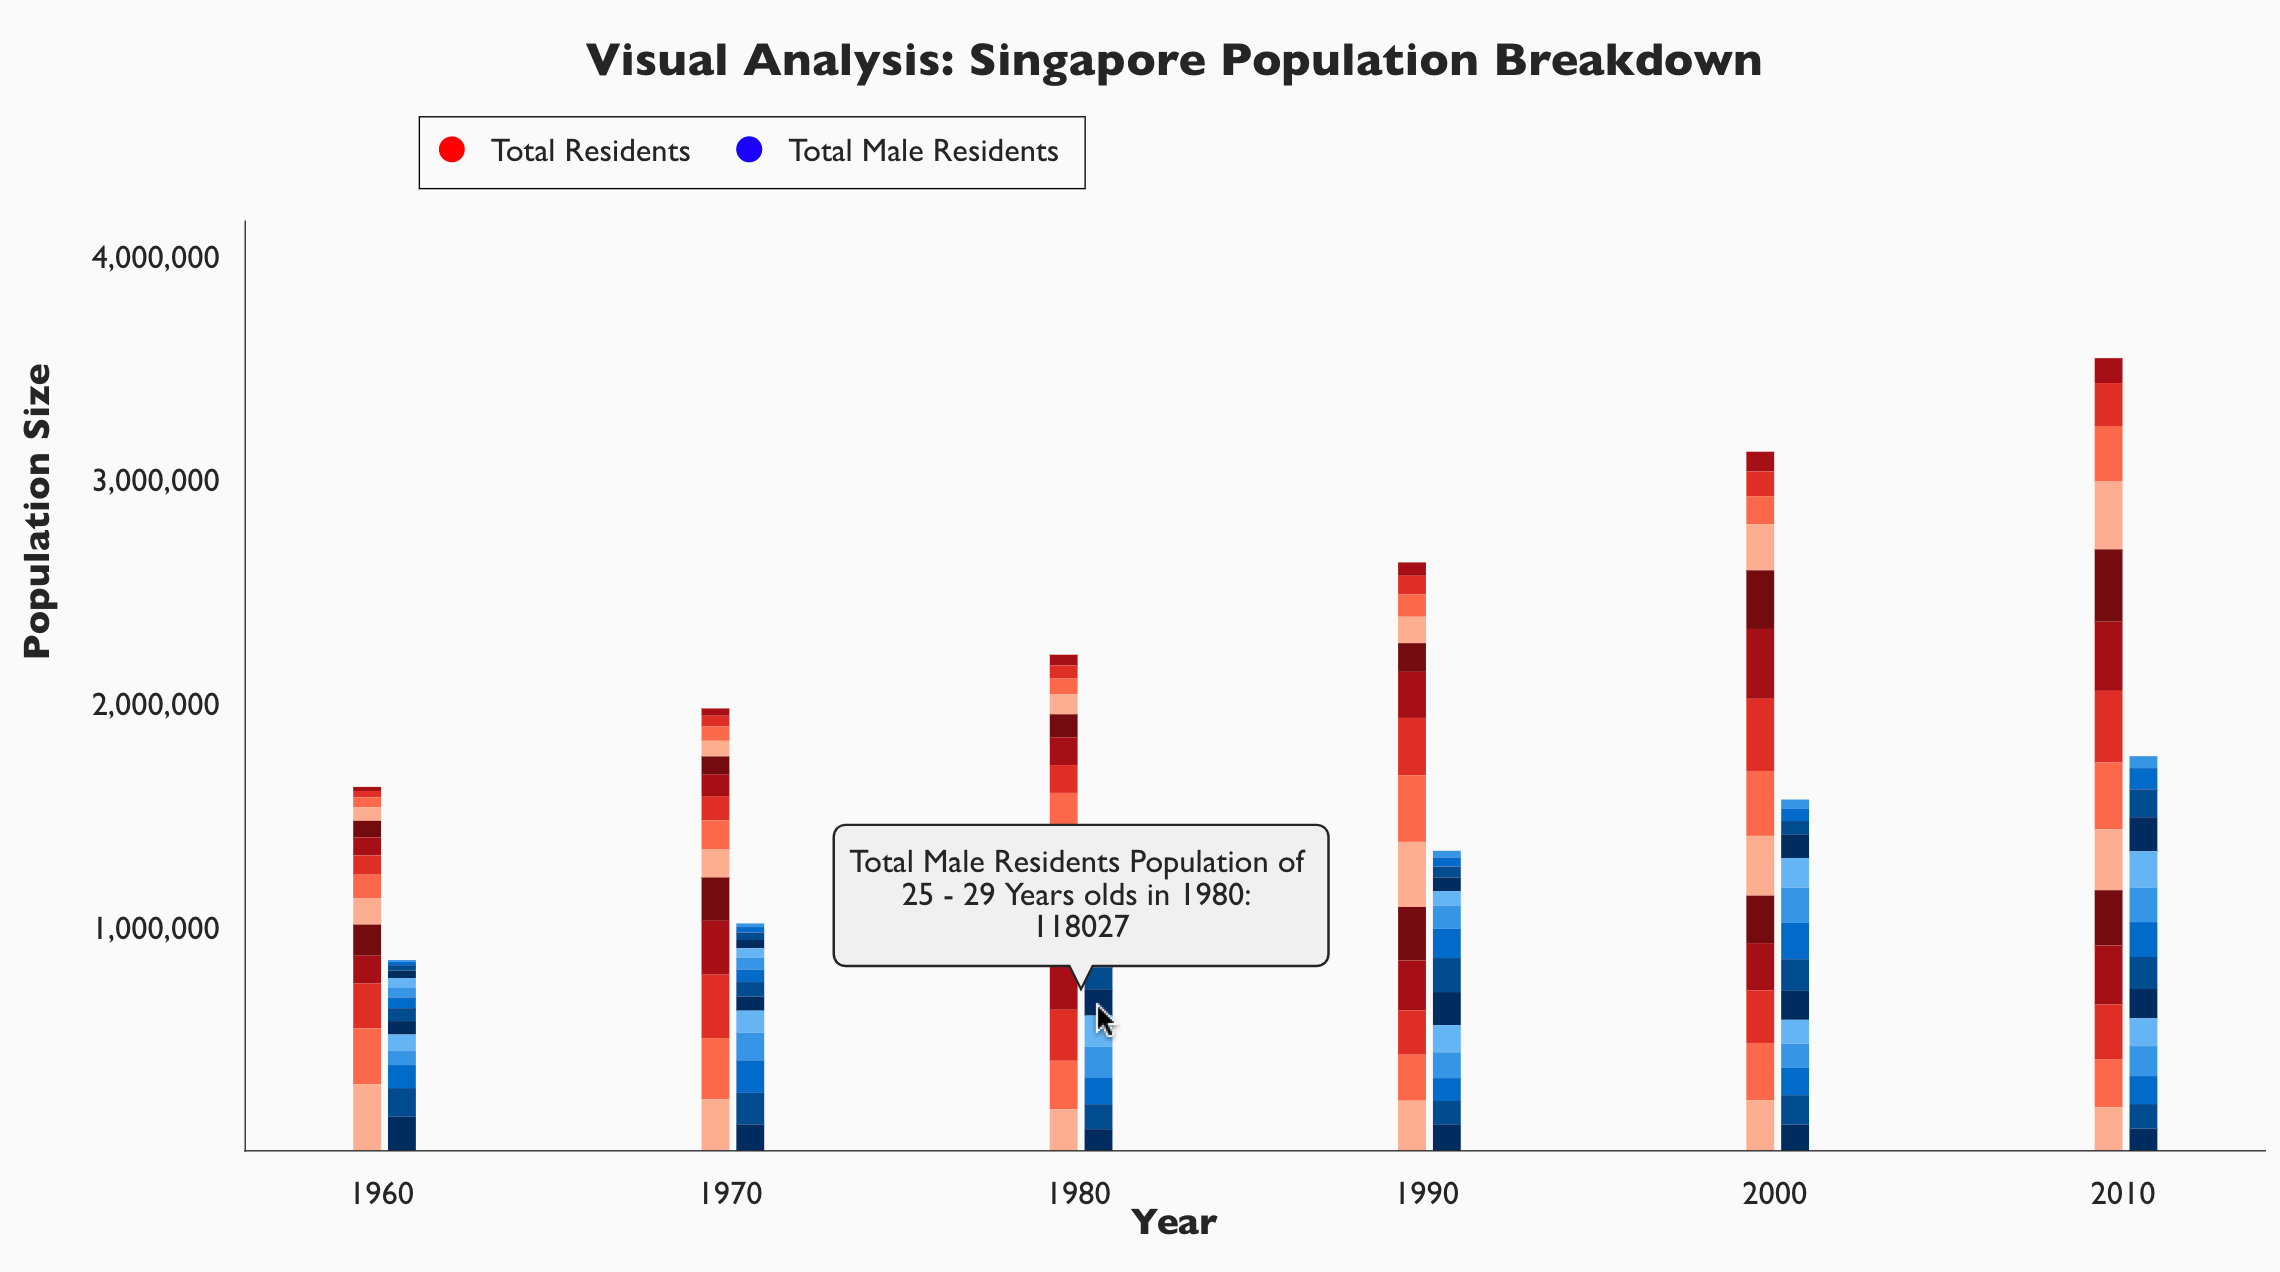 Visual Analysis: Singapore Population Breakdown
Total Residents
Total Male Residents
Population Size
4,000,000
3,000,000
2,000,000
1,000,000
Total Male Residents Population of
25 - 29 Years olds in 1980:
118027
1960
1970
1980
1990
2000
2010
Year